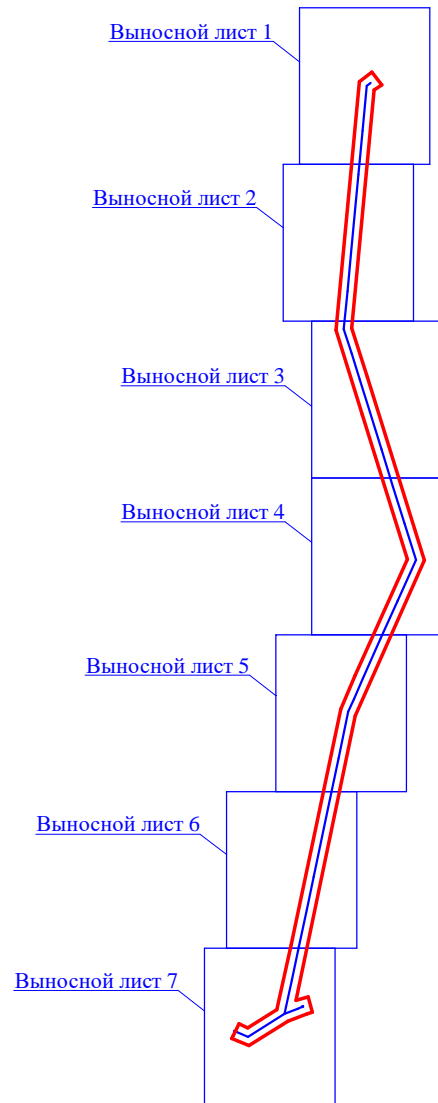 Выносной лист 1
Выносной лист 2
Выносной лист 3
Выносной лист 4
Выносной лист 5
Выносной лист 6
Выносной лист 7